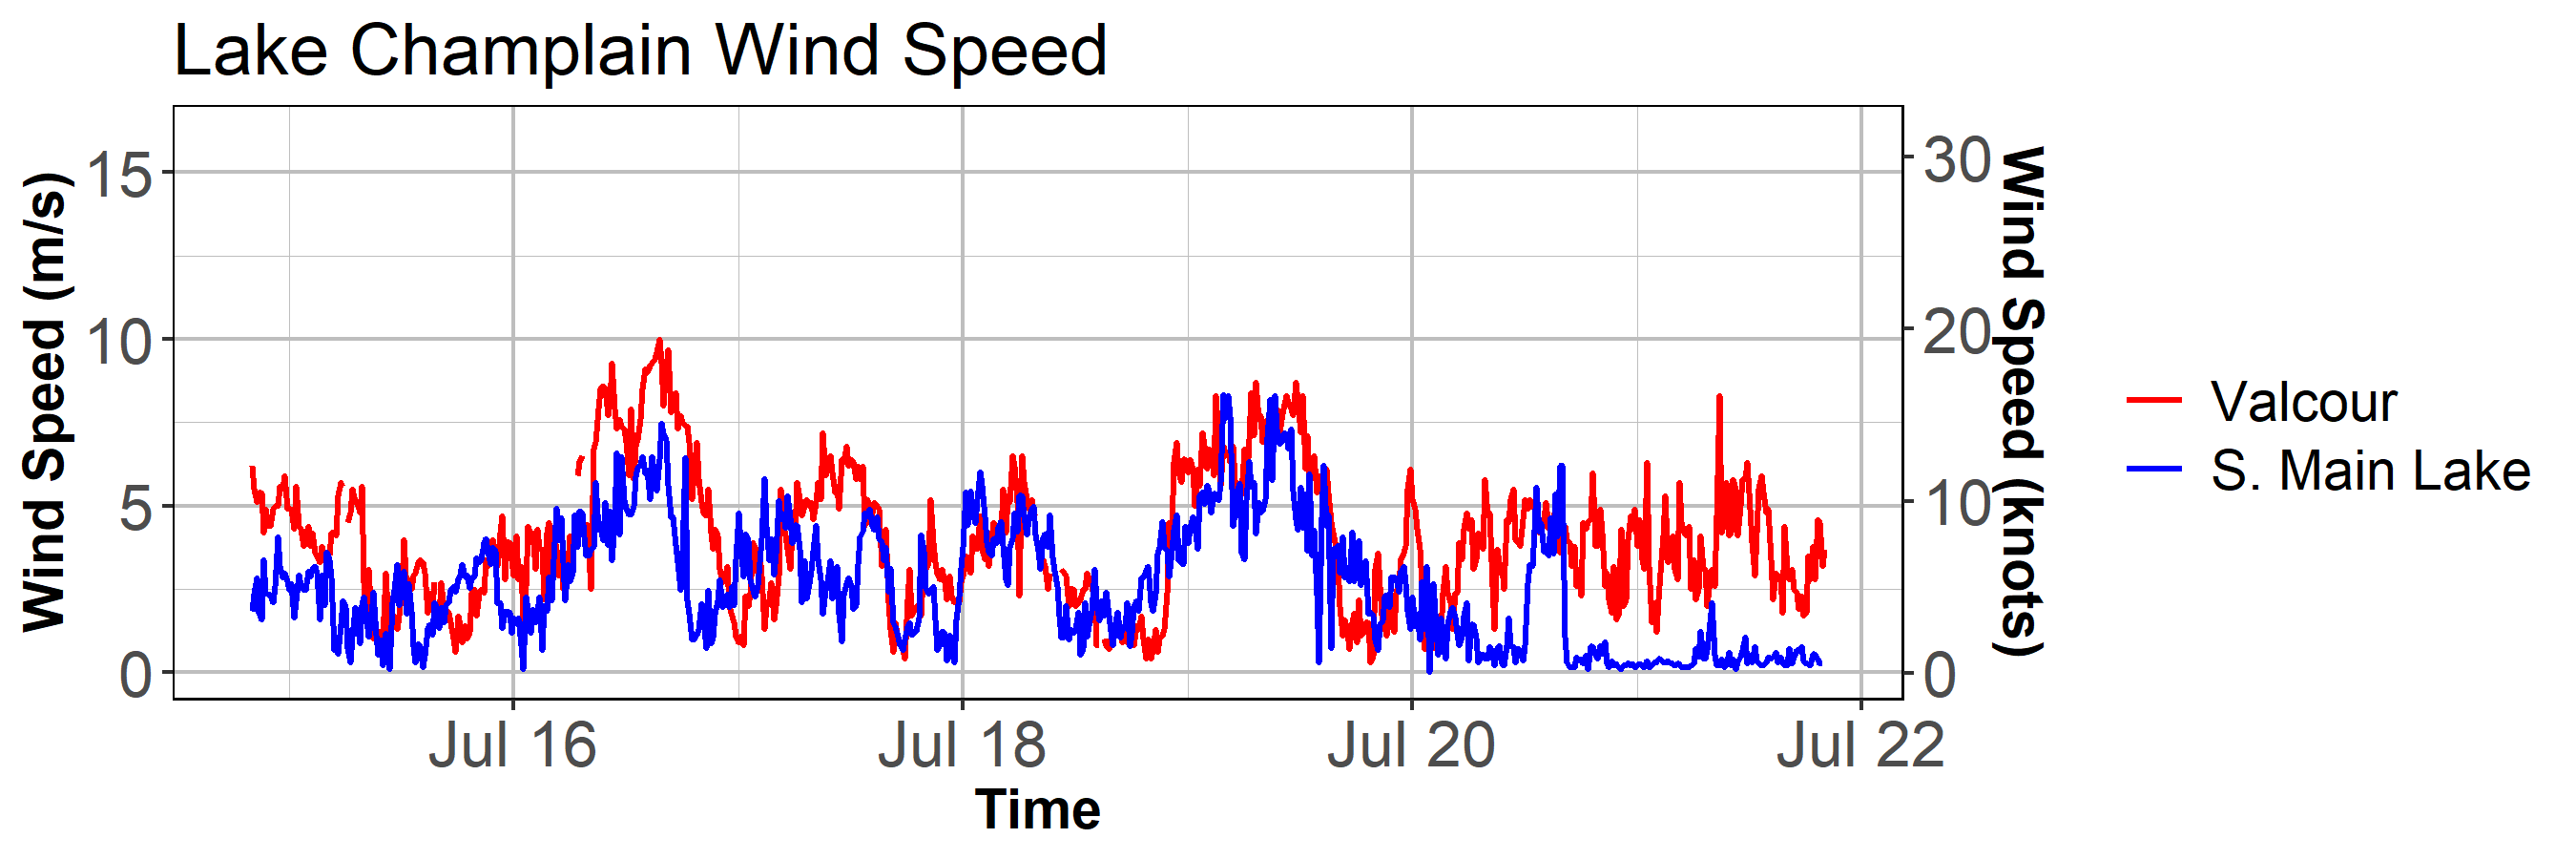 Lake Champlain Wind Speed
Wind Speed (m/s)
15
10
5
0
30
20
10
0
Wind Speed (knots)
Jul 16
Jul 18
Jul 20
Jul 22
Time
Valcour
S. Main Lake